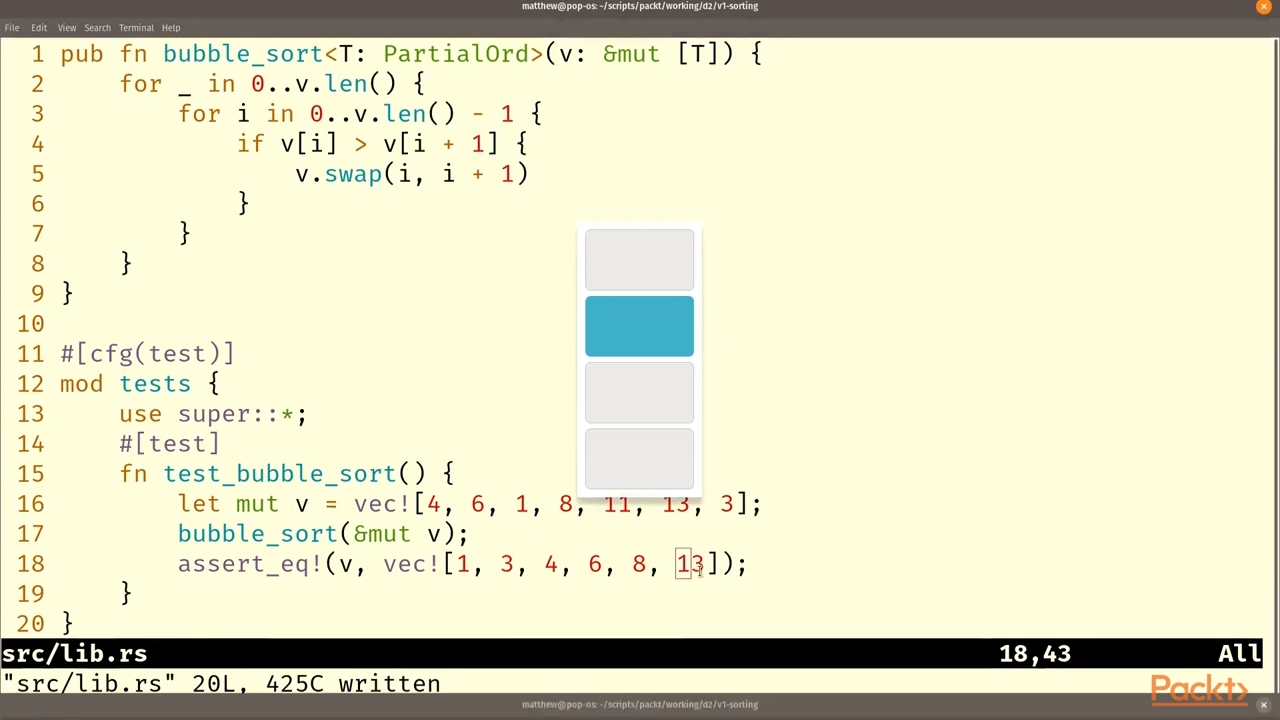 matthew@pop-os: ~/scripts/packt/working/d2/v1-sorting
File Edit View Search Terminal Help
1 pub fn bubble_sort<T: PartialOrd>(v: &mut [T]) {
2     for _ in 0..v.len() {
3         for i in 0..v.len() - 1 {
4             if v[i] > v[i + 1] {
5                 v.swap(i, i + 1)
6             }
7         }
8     }
9 }
10
11 #[cfg(test)]
12 mod tests {
13     use super::*;
14     #[test]
15     fn test_bubble_sort() {
16         let mut v = vec![4, 6, 1, 8, 11, 13, 3];
17         bubble_sort(&mut v);
18         assert_eq!(v, vec![1, 3, 4, 6, 8, 13]);
19     }
20 }
src/lib.rs 18,43 All
"src/lib.rs" 20L, 425C written
Packt>
matthew@pop-os: ~/scripts/packt/working/d2/v1-sorting